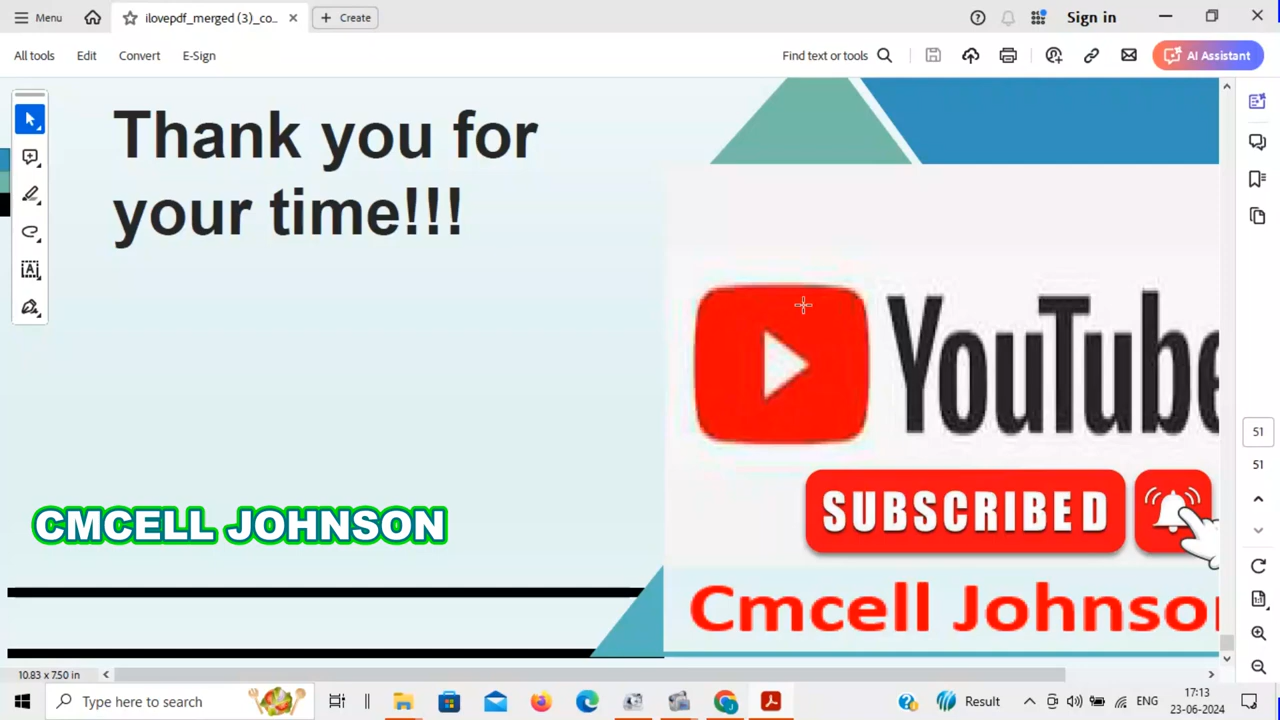 Menu
ilovepdf_merged (3)_co...
Create
Sign in
All tools
Edit
Convert
E-Sign
Find text or tools
AI Assistant
Thank you for
your time!!!
YouTube
SUBSCRIBED
CMCELL JOHNSON
Cmcell Johnson
51
51
10.83 x 7.50 in
Type here to search
Result
ENG
17:13
23-06-2024